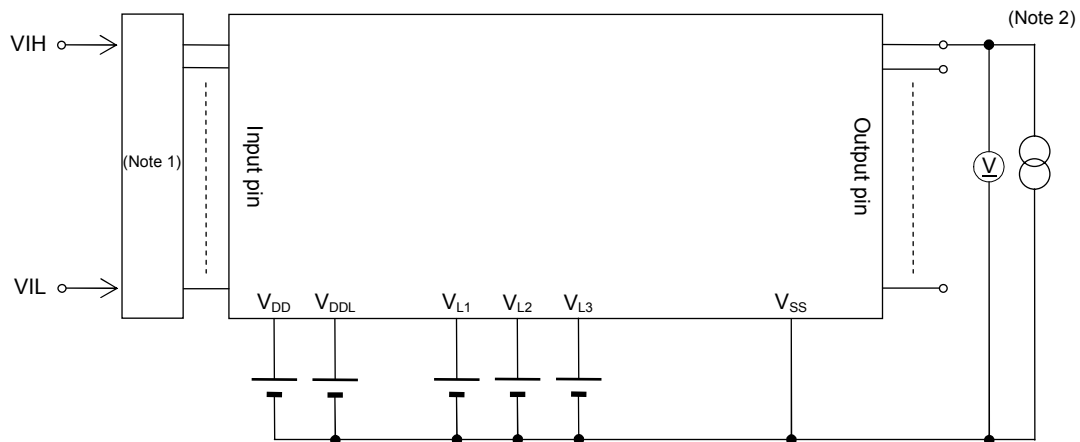 (Note 2)
VIH
(Note 1)
Input pin
Output pin
V
VIL
VDD
VDDL
VL1
VL2
VL3
VSS